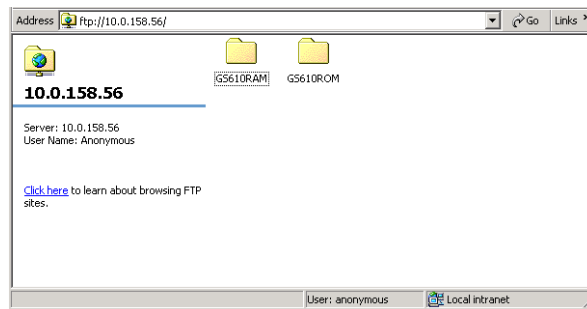 Address ftp://10.0.158.56/ Go Links »
GS610RAM GS610ROM
10.0.158.56
Server: 10.0.158.56
User Name: Anonymous
Click here to learn about browsing FTP
sites.
User: anonymous Local intranet